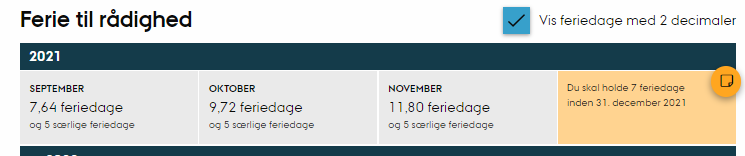 Ferie til rådighed
Vis feriedage med 2 decimaler
2021
SEPTEMBER
7,64 feriedage
og 5 særlige feriedage
OKTOBER
9,72 feriedage
og 5 særlige feriedage
NOVEMBER
11,80 feriedage
og 5 særlige feriedage
Du skal holde 7 feriedage
inden 31. december 2021